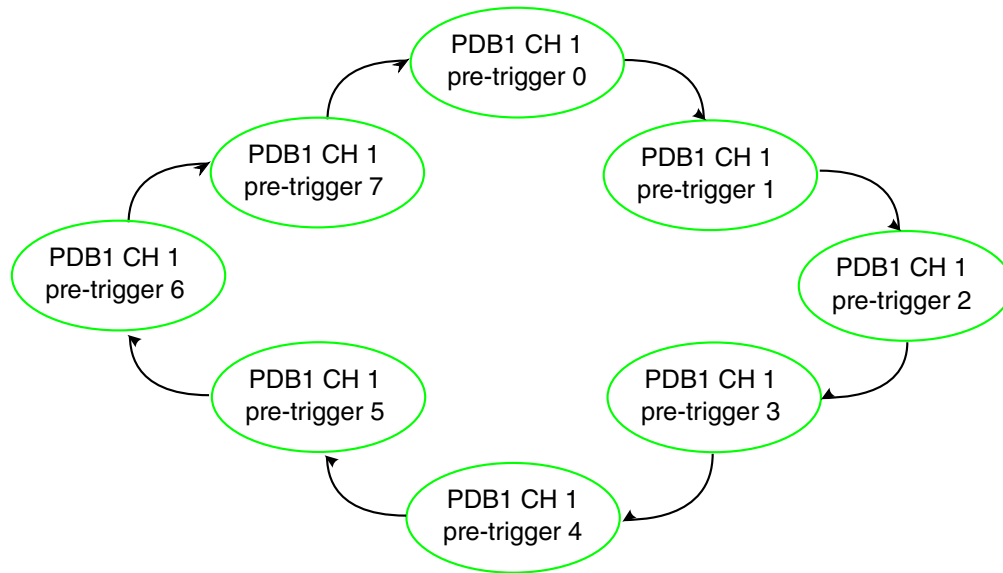 PDB1 CH 1
pre-trigger 0
PDB1 CH 1
pre-trigger 1
PDB1 CH 1
pre-trigger 2
PDB1 CH 1
pre-trigger 3
PDB1 CH 1
pre-trigger 4
PDB1 CH 1
pre-trigger 5
PDB1 CH 1
pre-trigger 6
PDB1 CH 1
pre-trigger 7